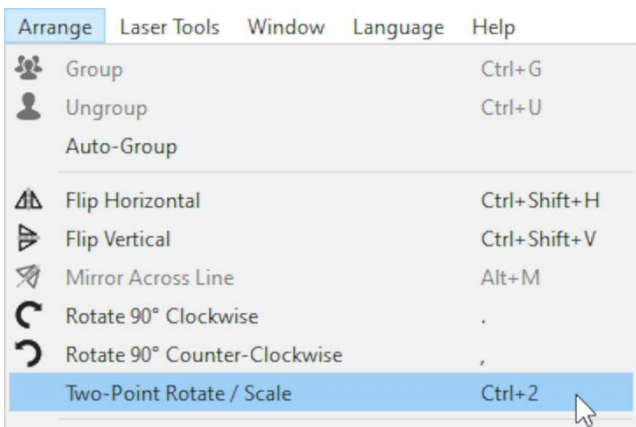 Arrange Laser Tools Window Language Help
Group Ctrl+G
Ungroup Ctrl+U
Auto-Group
Flip Horizontal Ctrl+Shift+H
Flip Vertical Ctrl+Shift+V
Mirror Across Line Alt+M
Rotate 90° Clockwise .
Rotate 90° Counter-Clockwise ,
Two-Point Rotate / Scale Ctrl+2